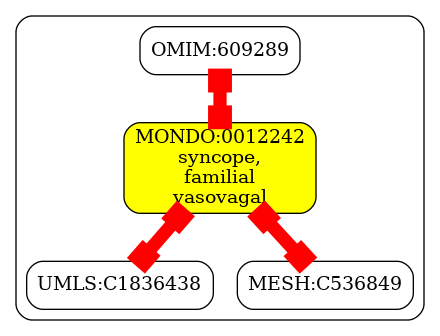 OMIM:609289
MONDO:0012242
syncope,
familial
vasovagal
UMLS:C1836438
MESH:C536849